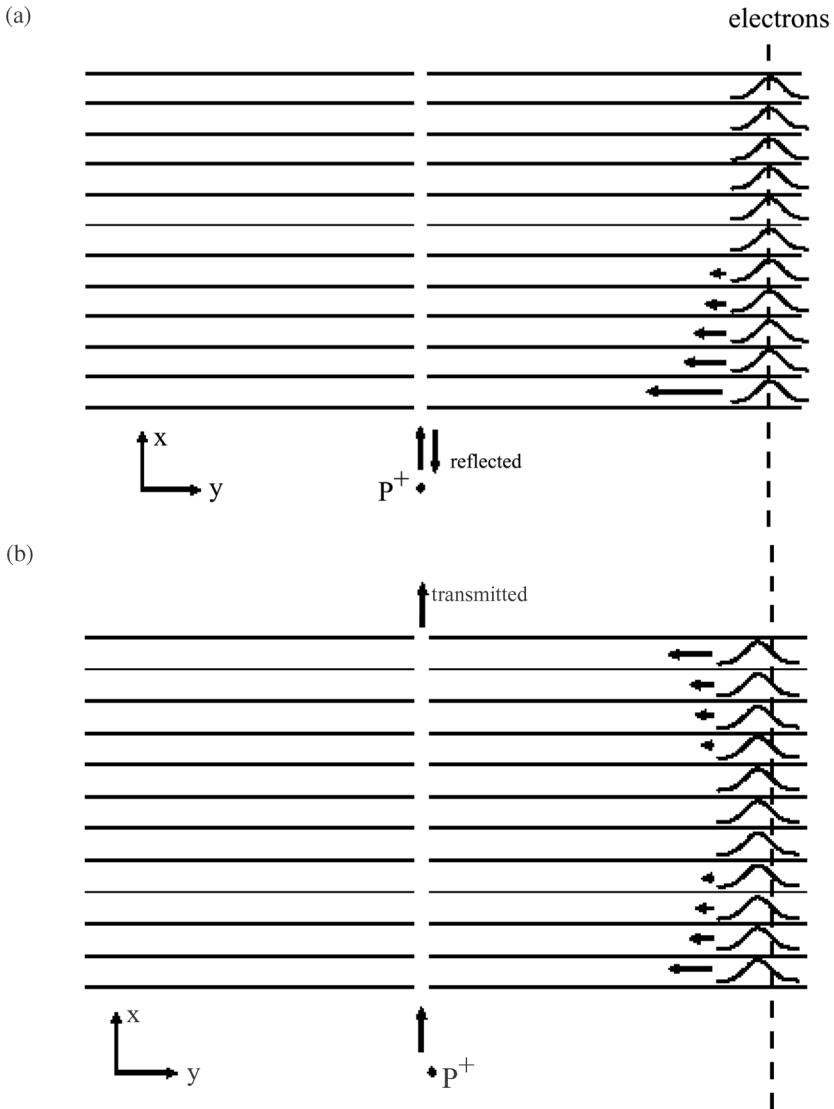 (a)
electrons
x
reflected
y
P+
(b)
transmitted
x
y
P+